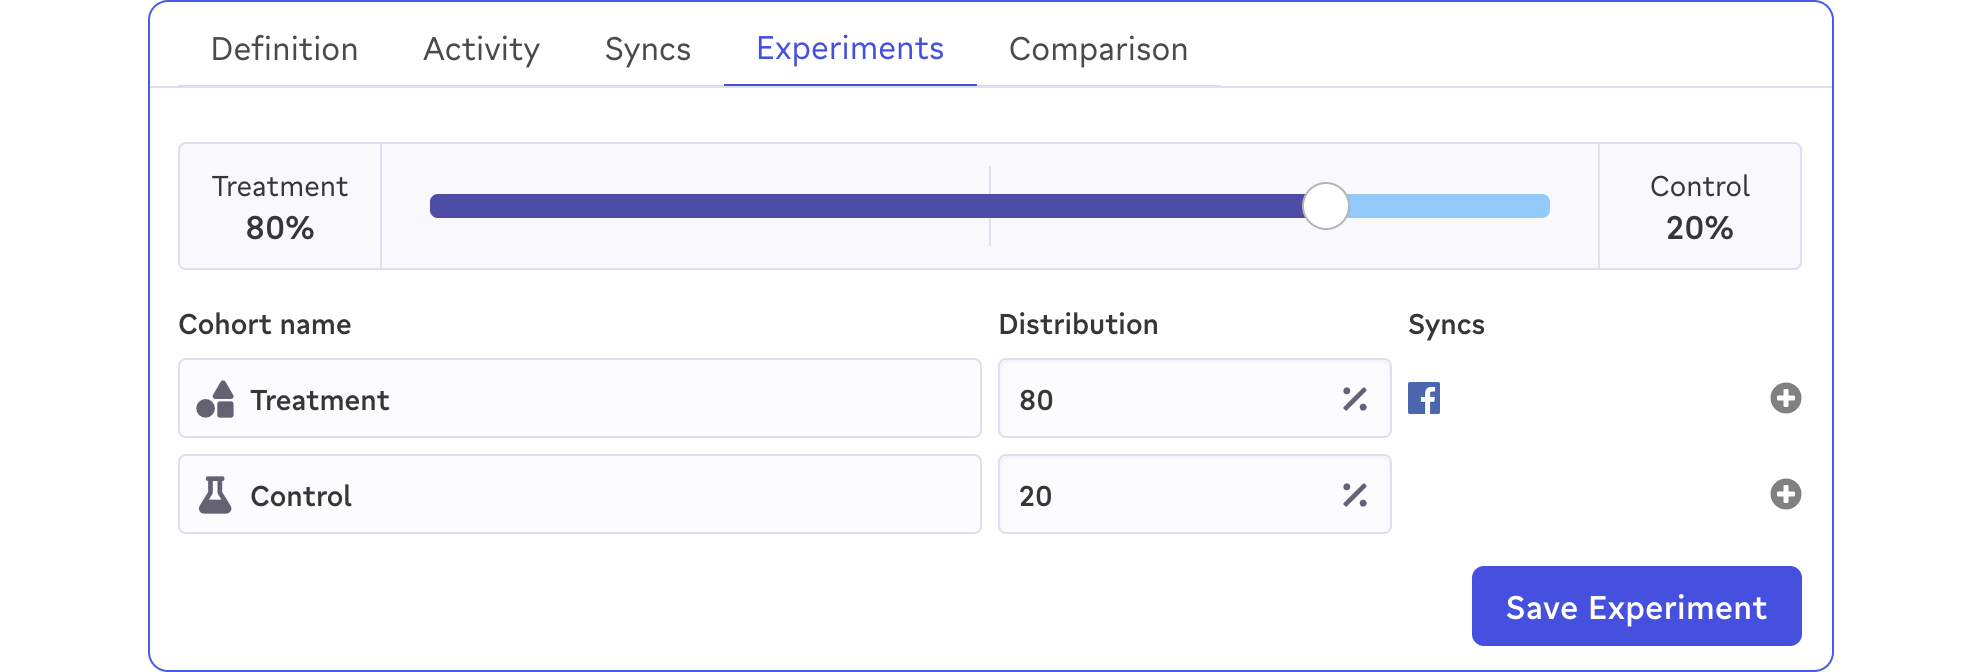 Definition Activity Syncs Experiments Comparison
Treatment
80%
Control
20%
Cohort name Distribution Syncs
Treatment 80 %
Control 20 %
Save Experiment